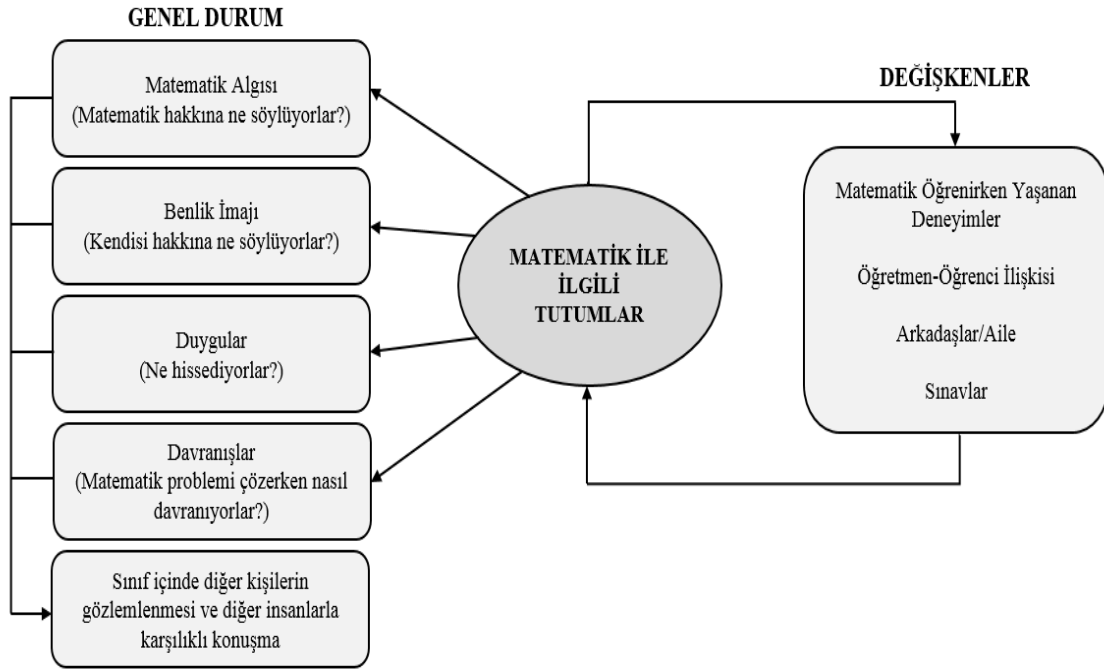 GENEL DURUM
Matematik Algısı
(Matematik hakkına ne söylüyorlar?)
Benlik İmajı
(Kendisi hakkına ne söylüyorlar?)
Duygular
(Ne hissediyorlar?)
Davranışlar
(Matematik problemi çözerken nasıl
davranıyorlar?)
Sınıf içinde diğer kişilerin
gözlemlenmesi ve diğer insanlarla
karşılıklı konuşma
MATEMATİK İLE
İLGİLİ
TUTUMLAR
DEĞİŞKENLER
Matematik Öğrenirken Yaşanan
Deneyimler
Öğretmen-Öğrenci İlişkisi
Arkadaşlar/Aile
Sınavlar